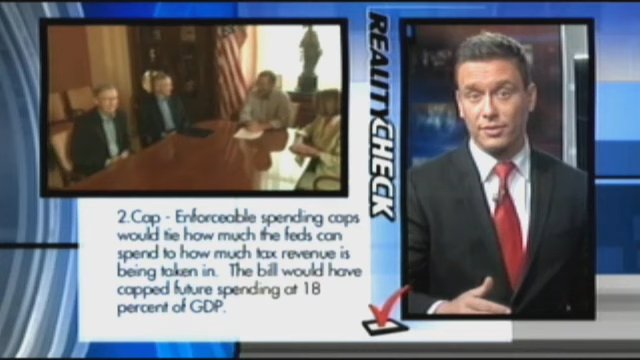 REALITY CHECK
2.Cap - Enforceable spending caps
would tie how much the feds can
spend to how much tax revenue is
being taken in. The bill would have
capped future spending at 18
percent of GDP.